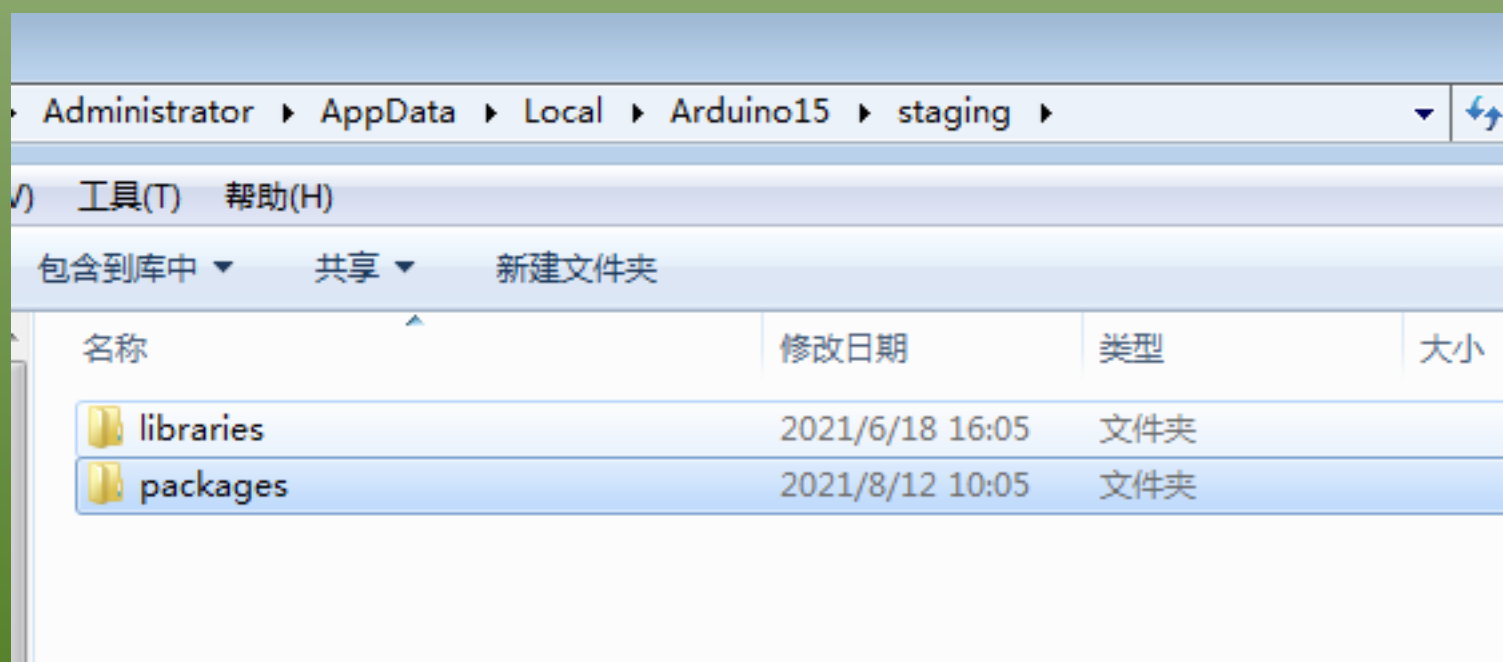 Administrator AppData Local Arduino15 staging
V) 工具(T) 帮助(H)
包含到库中 共享 新建文件夹
名称 修改日期 类型 大小
libraries 2021/6/18 16:05 文件夹
packages 2021/8/12 10:05 文件夹